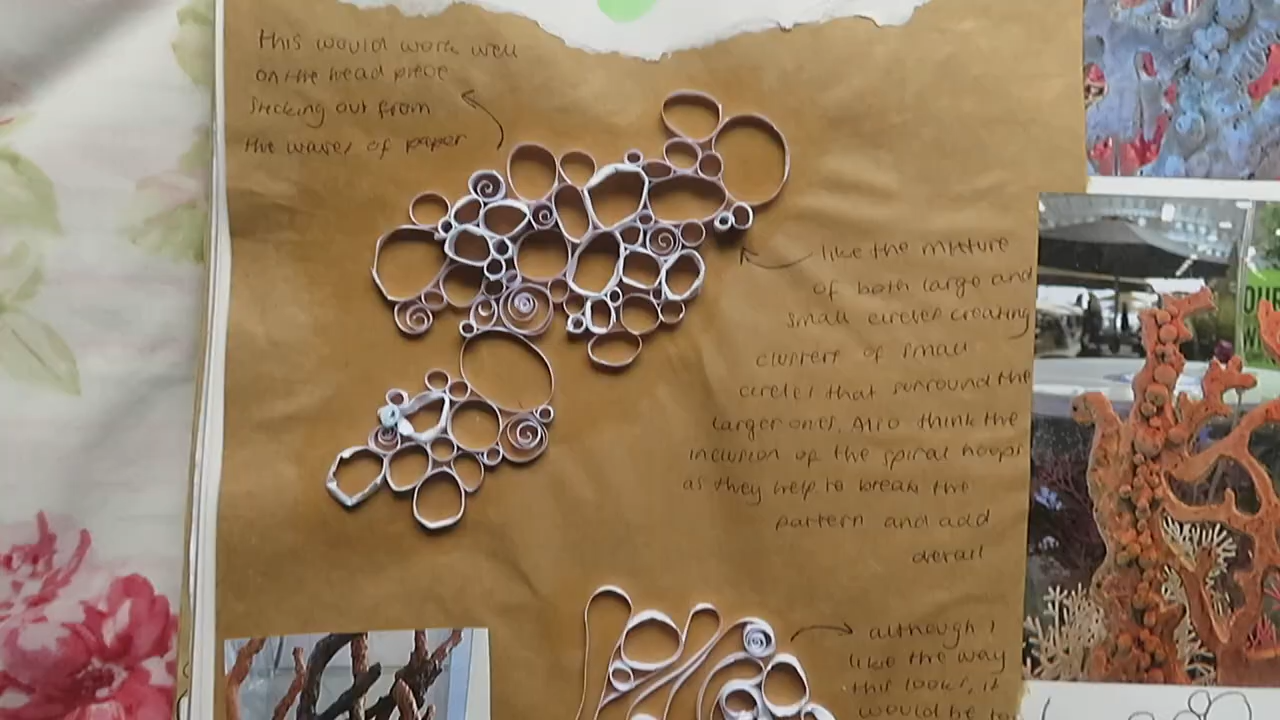 this would work well
on the head piece
sticking out from
the waves of paper
like the mixture
of both large and
small circles creating
clusters of small
circles that surround the
larger ones. Also think the
inclusion of the spiral hoops
as they help to break the
pattern and add
detail
although I
like the way
this looks, it
would be too
OUR